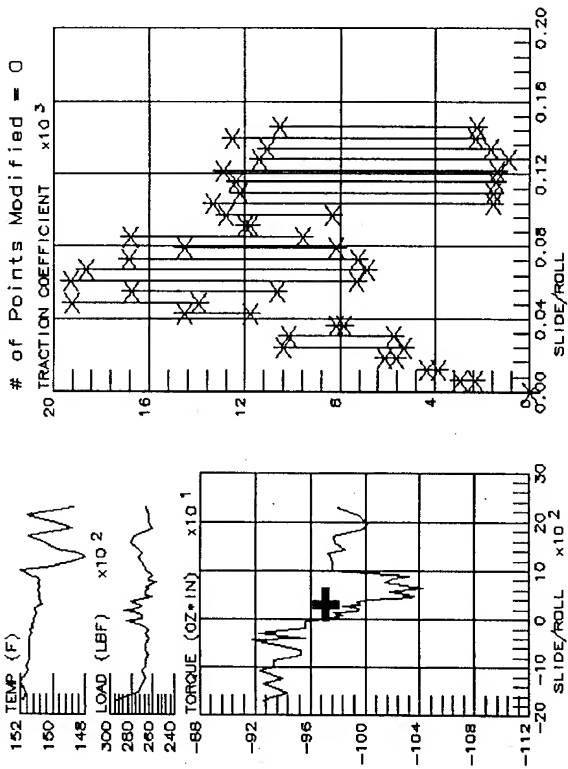 # of Points Modified = 0
TRACTION COEFFICIENT x10 3
20
16
12
8
4
0
0.00 0.04 0.08 0.12 0.16 0.20
SLIDE/ROLL
TEMP (F)
152
150
148
LOAD (LBF) x10 2
300
280
260
240
TORQUE (OZ*IN) x10 1
-88
-92
-96
-100
-104
-108
-112
-20 -10 0 10 20 30
SLIDE/ROLL x10 2